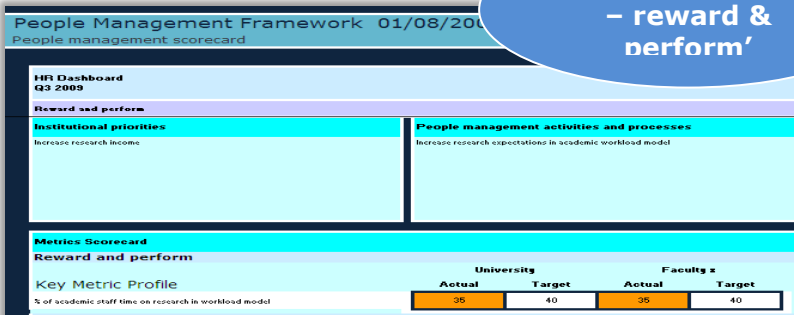 – reward &
perform’
People Management Framework 01/08/200
People management scorecard
HR Dashboard
Q3 2009
Reward and perform
Institutional priorities
People management activities and processes
Increase research income
Increase research expectations in academic workload model
Metrics Scorecard
Reward and perform
University
Faculty z
Key Metric Profile
Actual
Target
Actual
Target
% of academic staff time on research in workload model
35
40
35
40